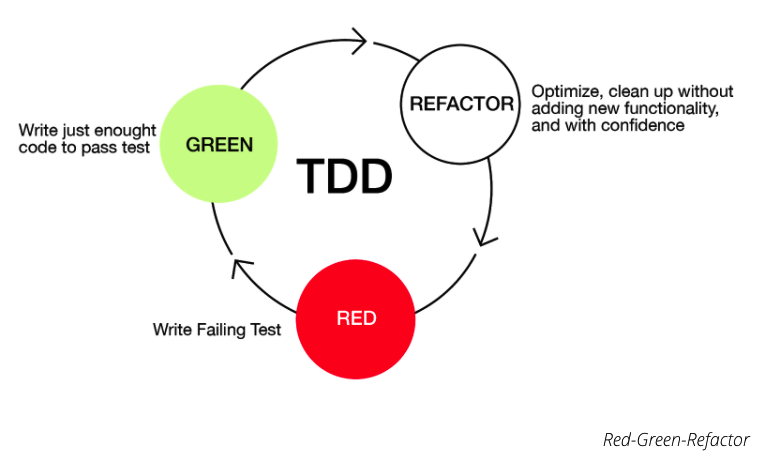 REFACTOR
Optimize, clean up without
adding new functionality,
and with confidence
Write just enought
code to pass test
GREEN
TDD
RED
Write Failing Test
Red-Green-Refactor